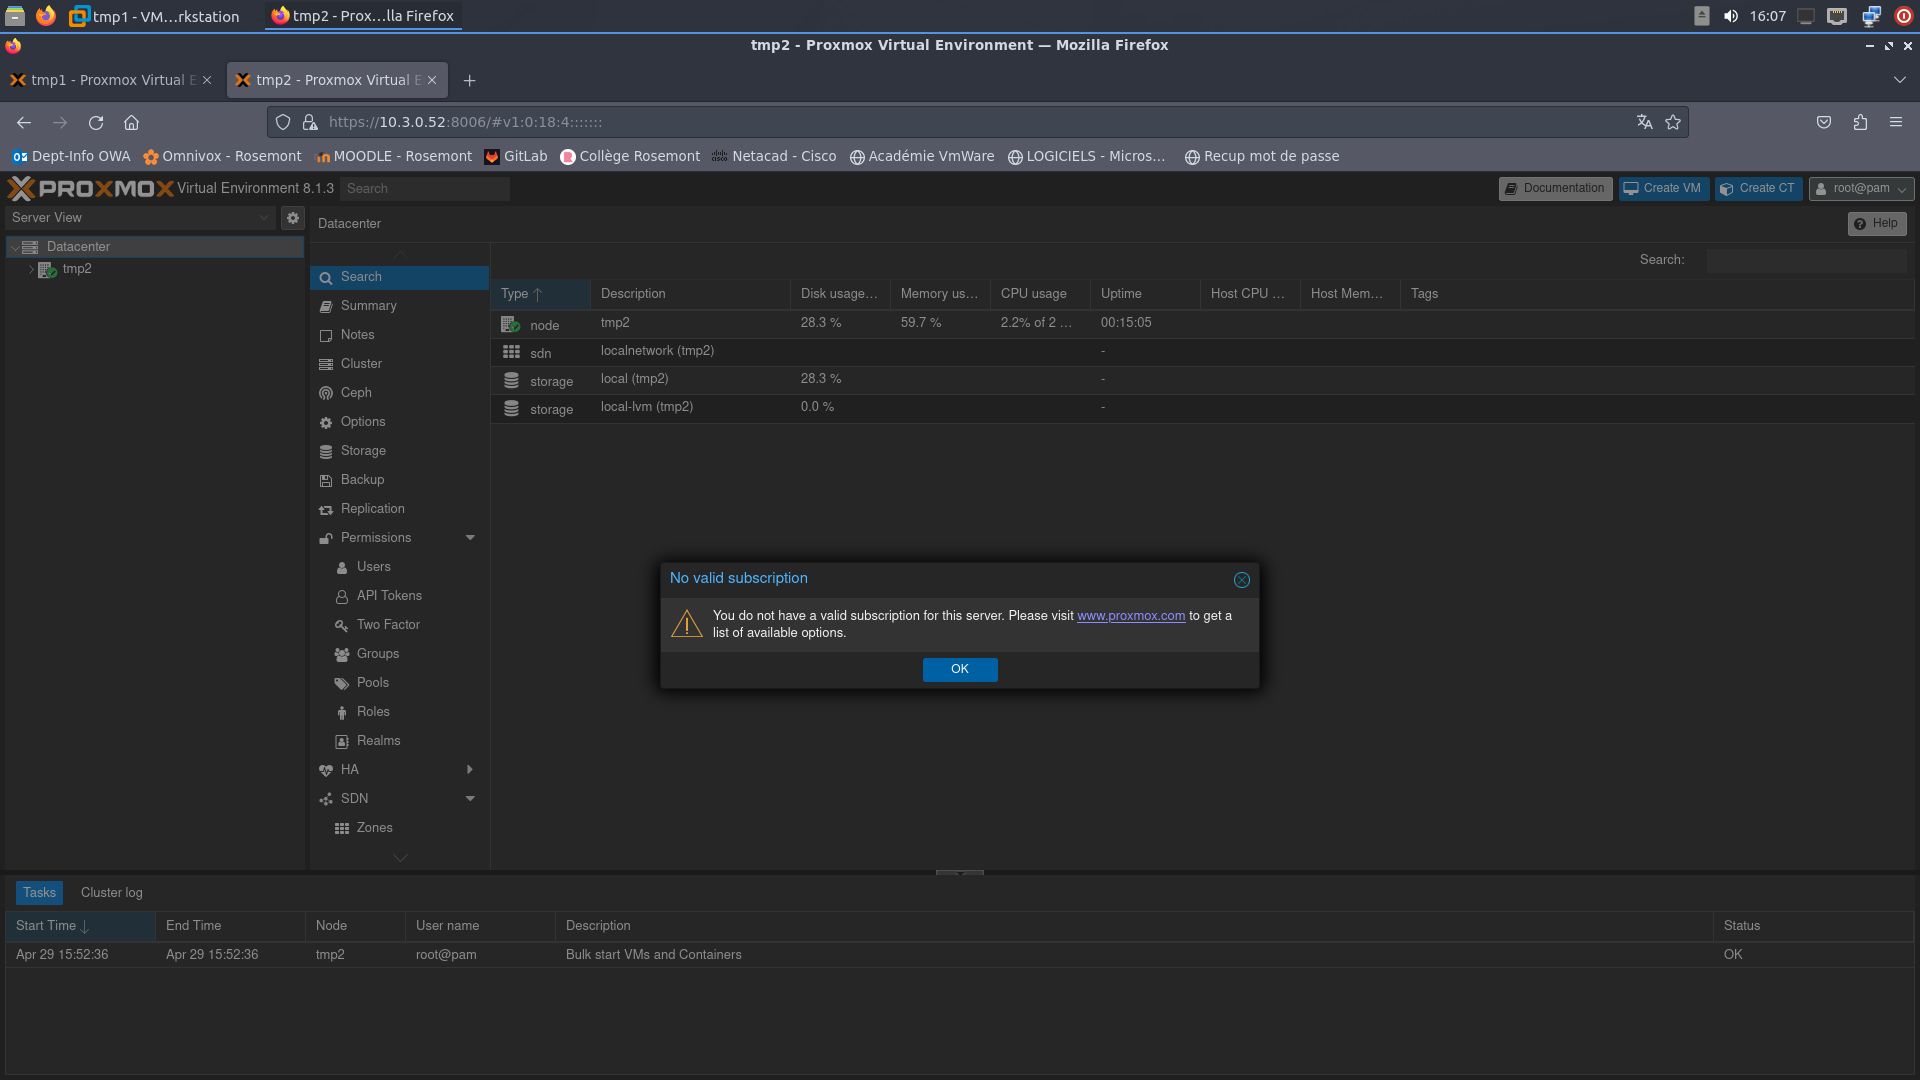 tmp1 - VM...rkstation
tmp2 - Prox...lla Firefox
16:07
tmp2 - Proxmox Virtual Environment — Mozilla Firefox
tmp1 - Proxmox Virtual E
tmp2 - Proxmox Virtual E
https://10.3.0.52:8006/#v1:0:18:4:::::::
Dept-Info OWA
Omnivox - Rosemont
MOODLE - Rosemont
GitLab
Collège Rosemont
Netacad - Cisco
Académie VmWare
LOGICIELS - Micros...
Recup mot de passe
PROXMOX Virtual Environment 8.1.3
Search
Documentation
Create VM
Create CT
root@pam
Server View
Datacenter
Help
Datacenter
tmp2
Search
Summary
Notes
Cluster
Ceph
Options
Storage
Backup
Replication
Permissions
Users
API Tokens
Two Factor
Groups
Pools
Roles
Realms
HA
SDN
Zones
Search:
Type Description Disk usage... Memory us... CPU usage Uptime Host CPU ... Host Mem... Tags
node tmp2 28.3 % 59.7 % 2.2% of 2 ... 00:15:05
sdn localnetwork (tmp2) -
storage local (tmp2) 28.3 % -
storage local-lvm (tmp2) 0.0 % -
No valid subscription
You do not have a valid subscription for this server. Please visit www.proxmox.com to get a
list of available options.
OK
Tasks
Cluster log
Start Time End Time Node User name Description Status
Apr 29 15:52:36 Apr 29 15:52:36 tmp2 root@pam Bulk start VMs and Containers OK